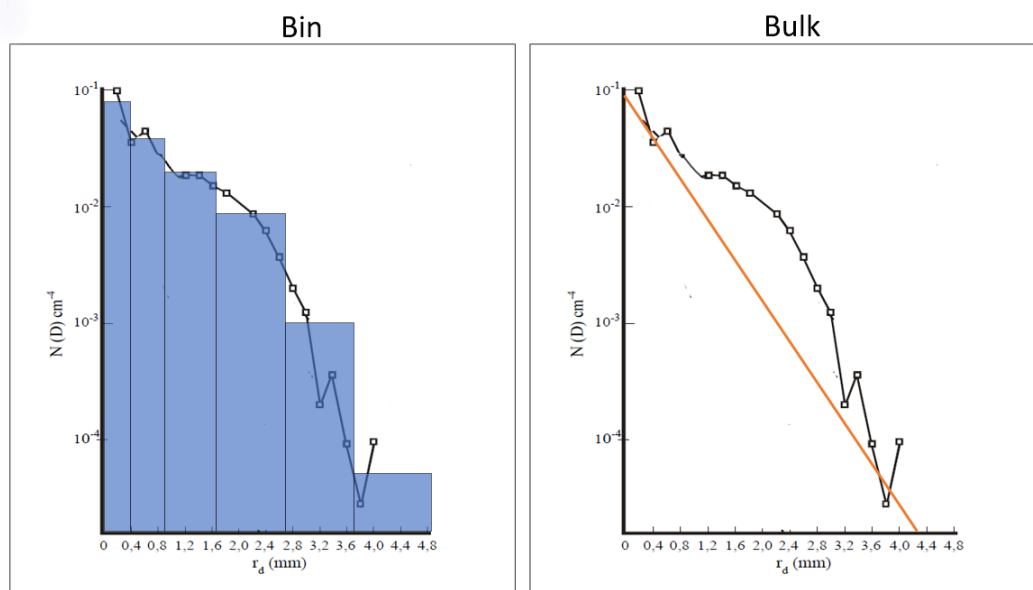 Bin
10⁻¹
10⁻²
10⁻³
10⁻⁴
N (D) cm⁻⁴
0 0,4 0,8 1,2 1,6 2,0 2,4 2,8 3,2 3,6 4,0 4,4 4,8
r_d (mm)
Bulk
10⁻¹
10⁻²
10⁻³
10⁻⁴
N (D) cm⁻⁴
0 0,4 0,8 1,2 1,6 2,0 2,4 2,8 3,2 3,6 4,0 4,4 4,8
r_d (mm)